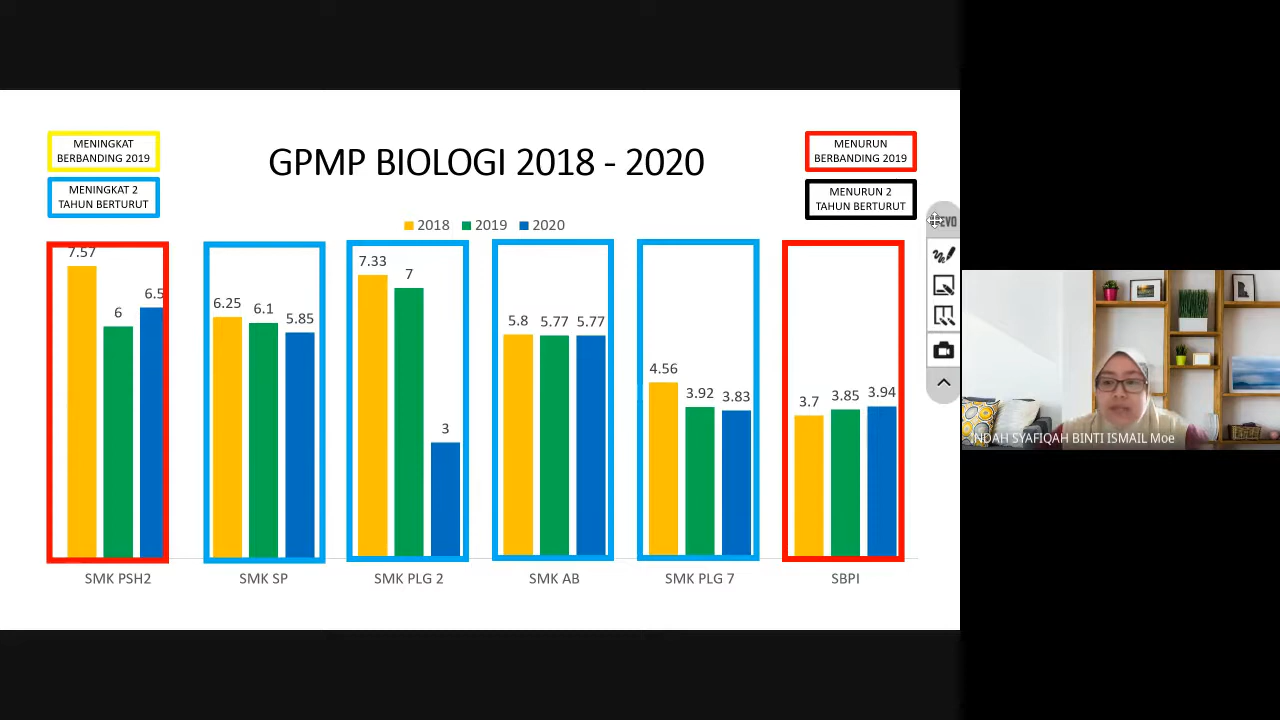 MENINGKAT
BERBANDING 2019
MENINGKAT 2
TAHUN BERTURUT
GPMP BIOLOGI 2018 - 2020
MENURUN
BERBANDING 2019
MENURUN 2
TAHUN BERTURUT
2018 2019 2020
7.57 6 6.5
6.25 6.1 5.85
7.33 7 3
5.8 5.77 5.77
4.56 3.92 3.83
3.7 3.85 3.94
SMK PSH2 SMK SP SMK PLG 2 SMK AB SMK PLG 7 SBPI
INDAH SYAFIQAH BINTI ISMAIL Moe